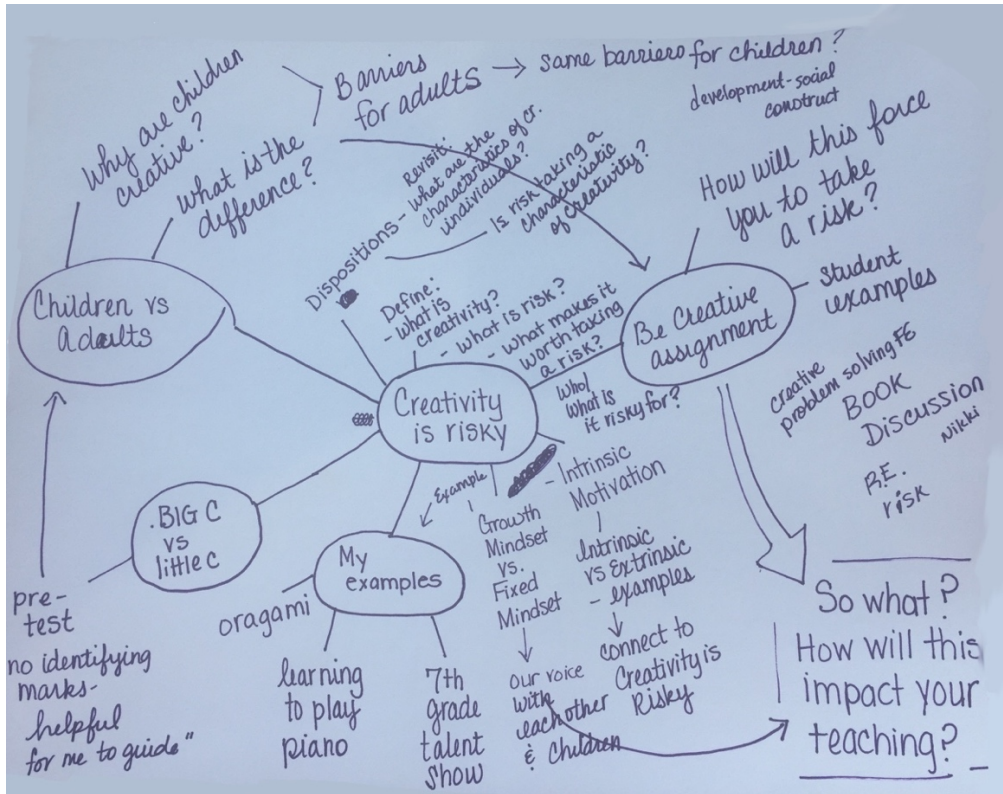 Why are children
creative?
What is the
difference?
Barriers
for adults
→ same barriers for children?
development-social
construct
Dispositions -
Revisit:
what are the
characteristics of cr.
individuals?
Is risk taking a
characteristic
of creativity?
How will this force
you to take
a risk?
Children vs
Adults
Define:
- what is
creativity?
- What is risk?
- What makes it
worth taking
a risk?
Be Creative
assignment
- Student
examples
Creativity
is risky
Who/
What is
it risky for?
creative
problem solving FE
BOOK
Discussion
Nikki
R.E.
risk
.BIG C
vs
little c
Example
My
examples
oragami
learning
to play
piano
7th
grade
talent
show
Growth
Mindset
vs.
Fixed
Mindset
our voice
with
eachother
& Children
- Intrinsic
Motivation
Intrinsic
vs Extrinsic
- examples
connect to
Creativity is
Risky
pre-
test
no identifying
marks-
helpful
for me to guide"
So what?
How will this
impact your
teaching?